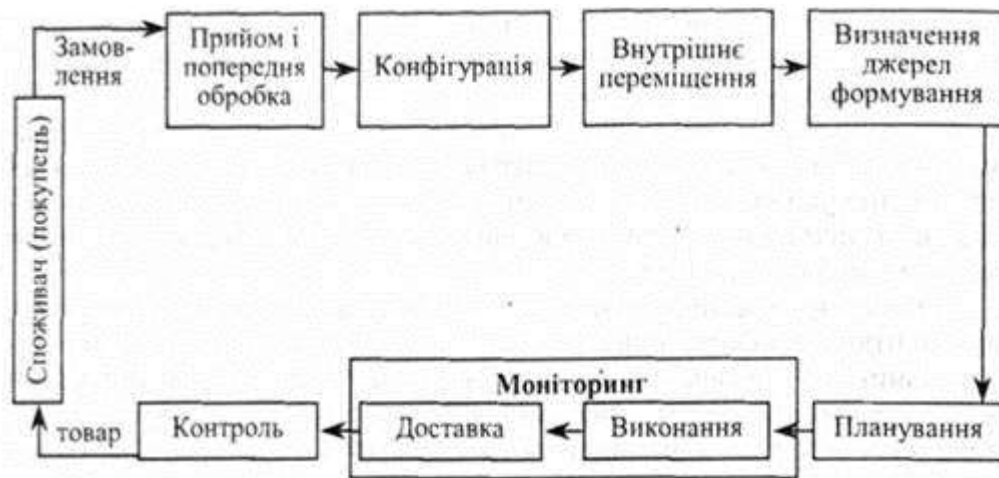 Замов-
лення
Прийом і
попередня
обробка
Конфігурація
Внутрішнє
переміщення
Визначення
джерел
формування
Споживач (покупець)
Моніторинг
товар
Контроль
Доставка
Виконання
Планування